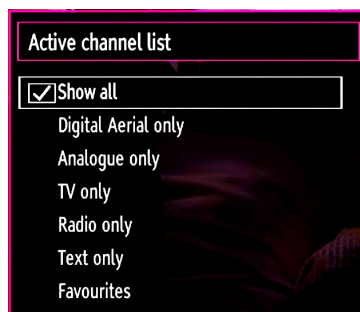 Active channel list
Show all
Digital Aerial only
Analogue only
TV only
Radio only
Text only
Favourites